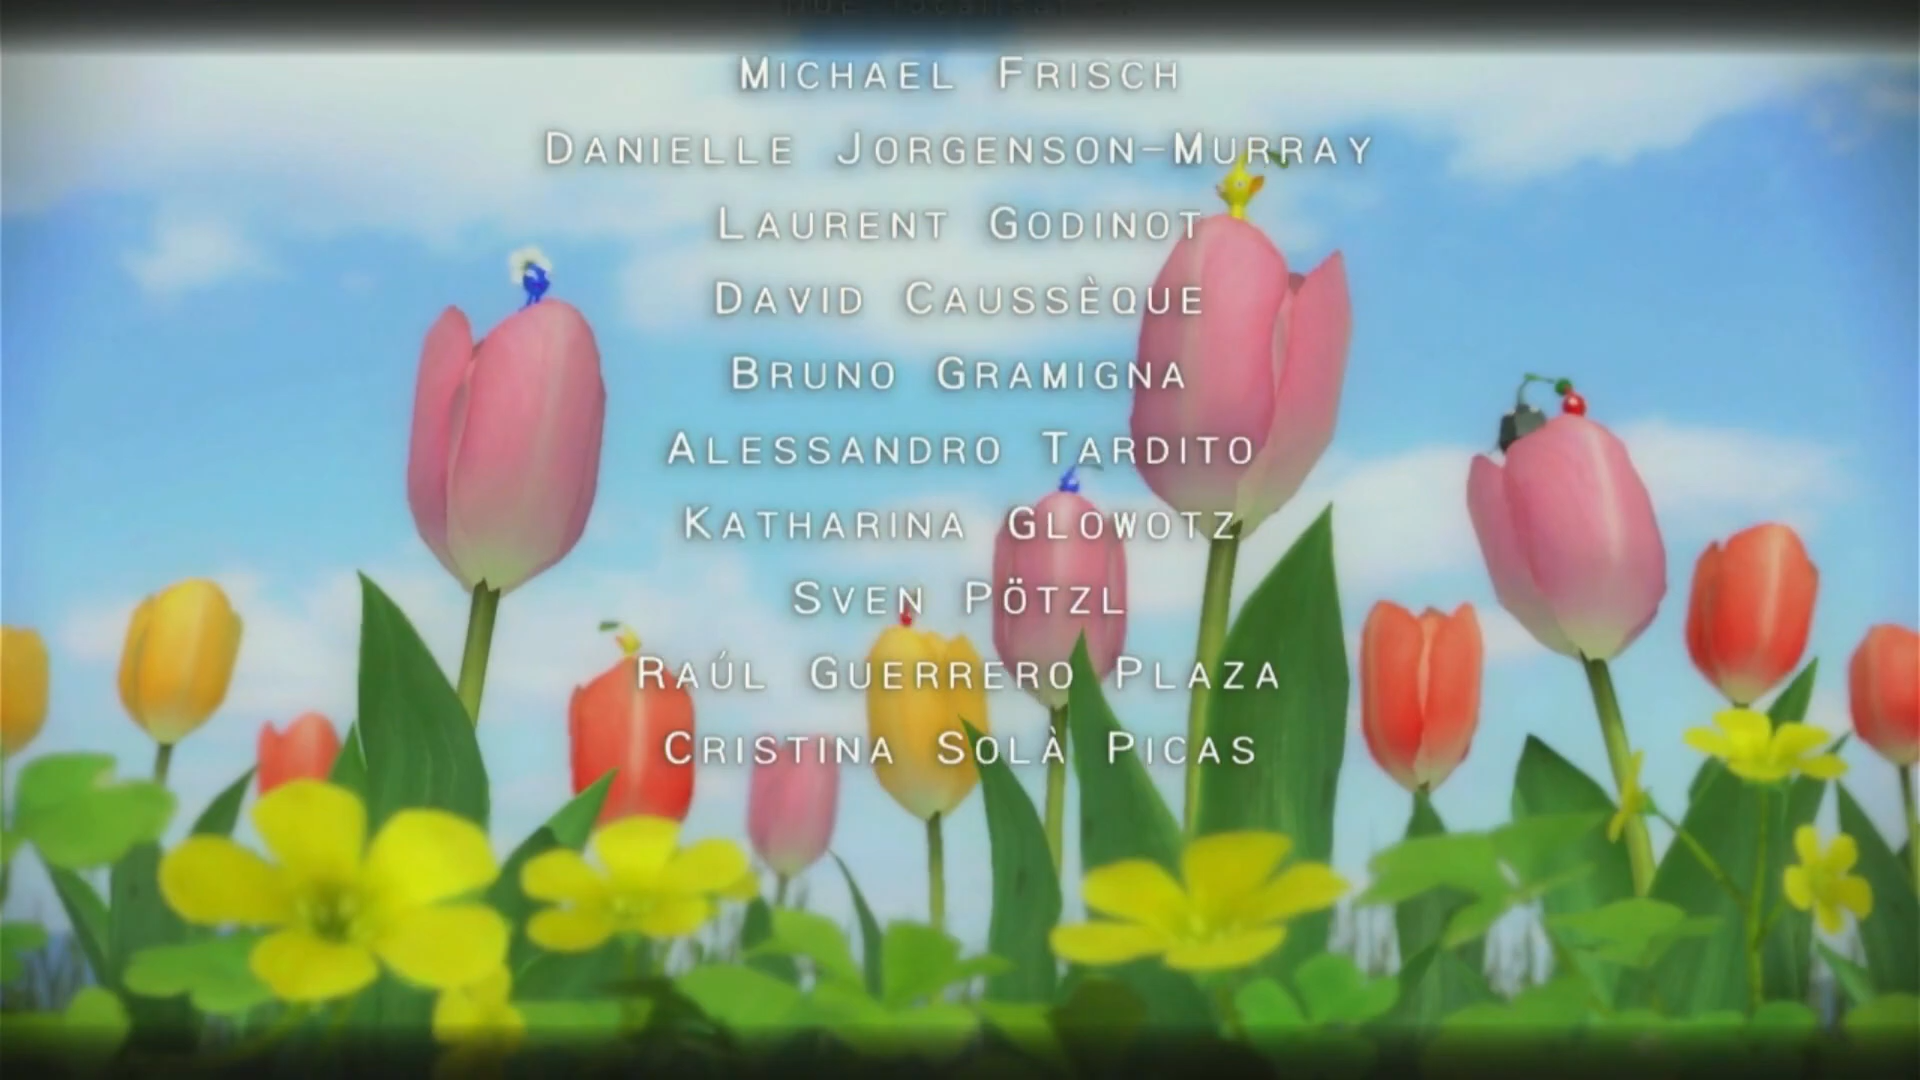 Michael Frisch
Danielle Jorgenson-Murray
Laurent Godinot
David Caussèque
Bruno Gramigna
Alessandro Tardito
Katharina Glowotz
Sven Pötzl
Raúl Guerrero Plaza
Cristina Solà Picas